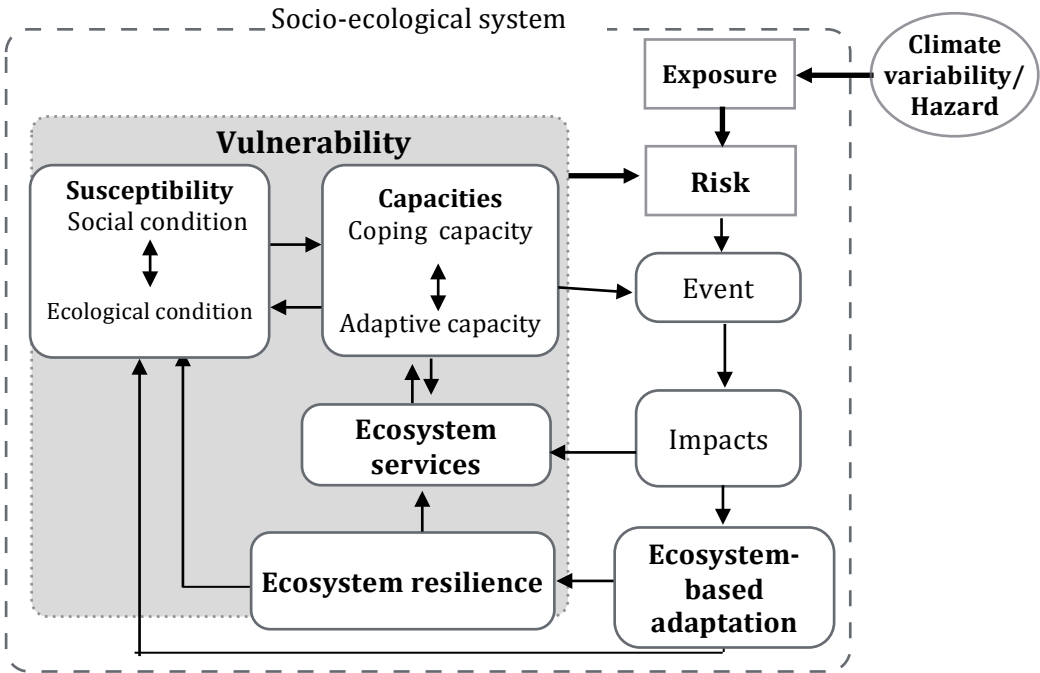 Socio-ecological system
Climate
variability/
Hazard
Exposure
Vulnerability
Risk
Susceptibility
Social condition
Ecological condition
Capacities
Coping capacity
Adaptive capacity
Event
Ecosystem
services
Impacts
Ecosystem resilience
Ecosystem-
based
adaptation